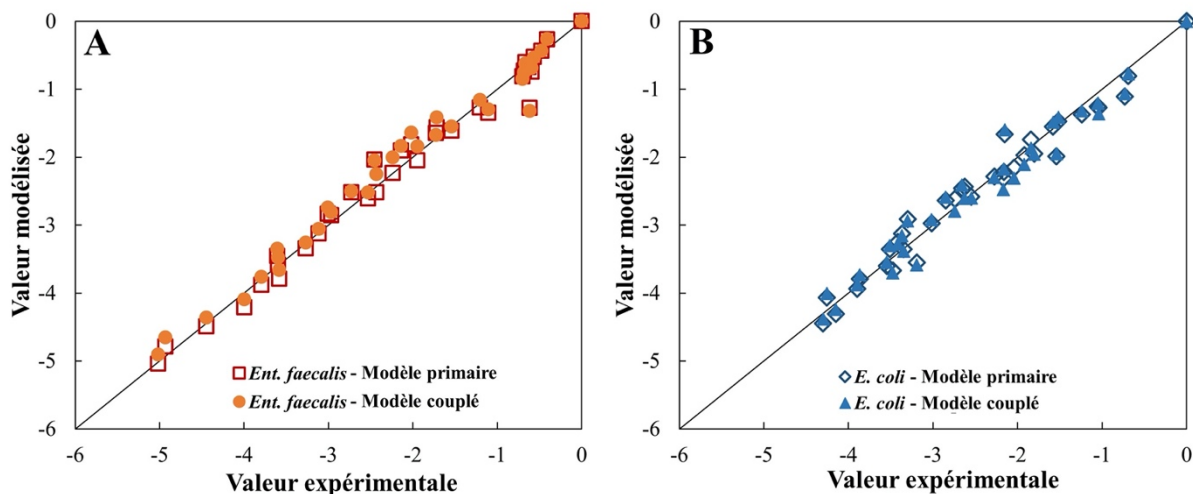 A
0
-1
-2
-3
-4
-5
-6
Valeur modélisée
Ent. faecalis - Modèle primaire
Ent. faecalis - Modèle couplé
-6 -5 -4 -3 -2 -1 0
Valeur expérimentale
B
0
-1
-2
-3
-4
-5
-6
Valeur modélisée
E. coli - Modèle primaire
E. coli - Modèle couplé
-6 -5 -4 -3 -2 -1 0
Valeur expérimentale